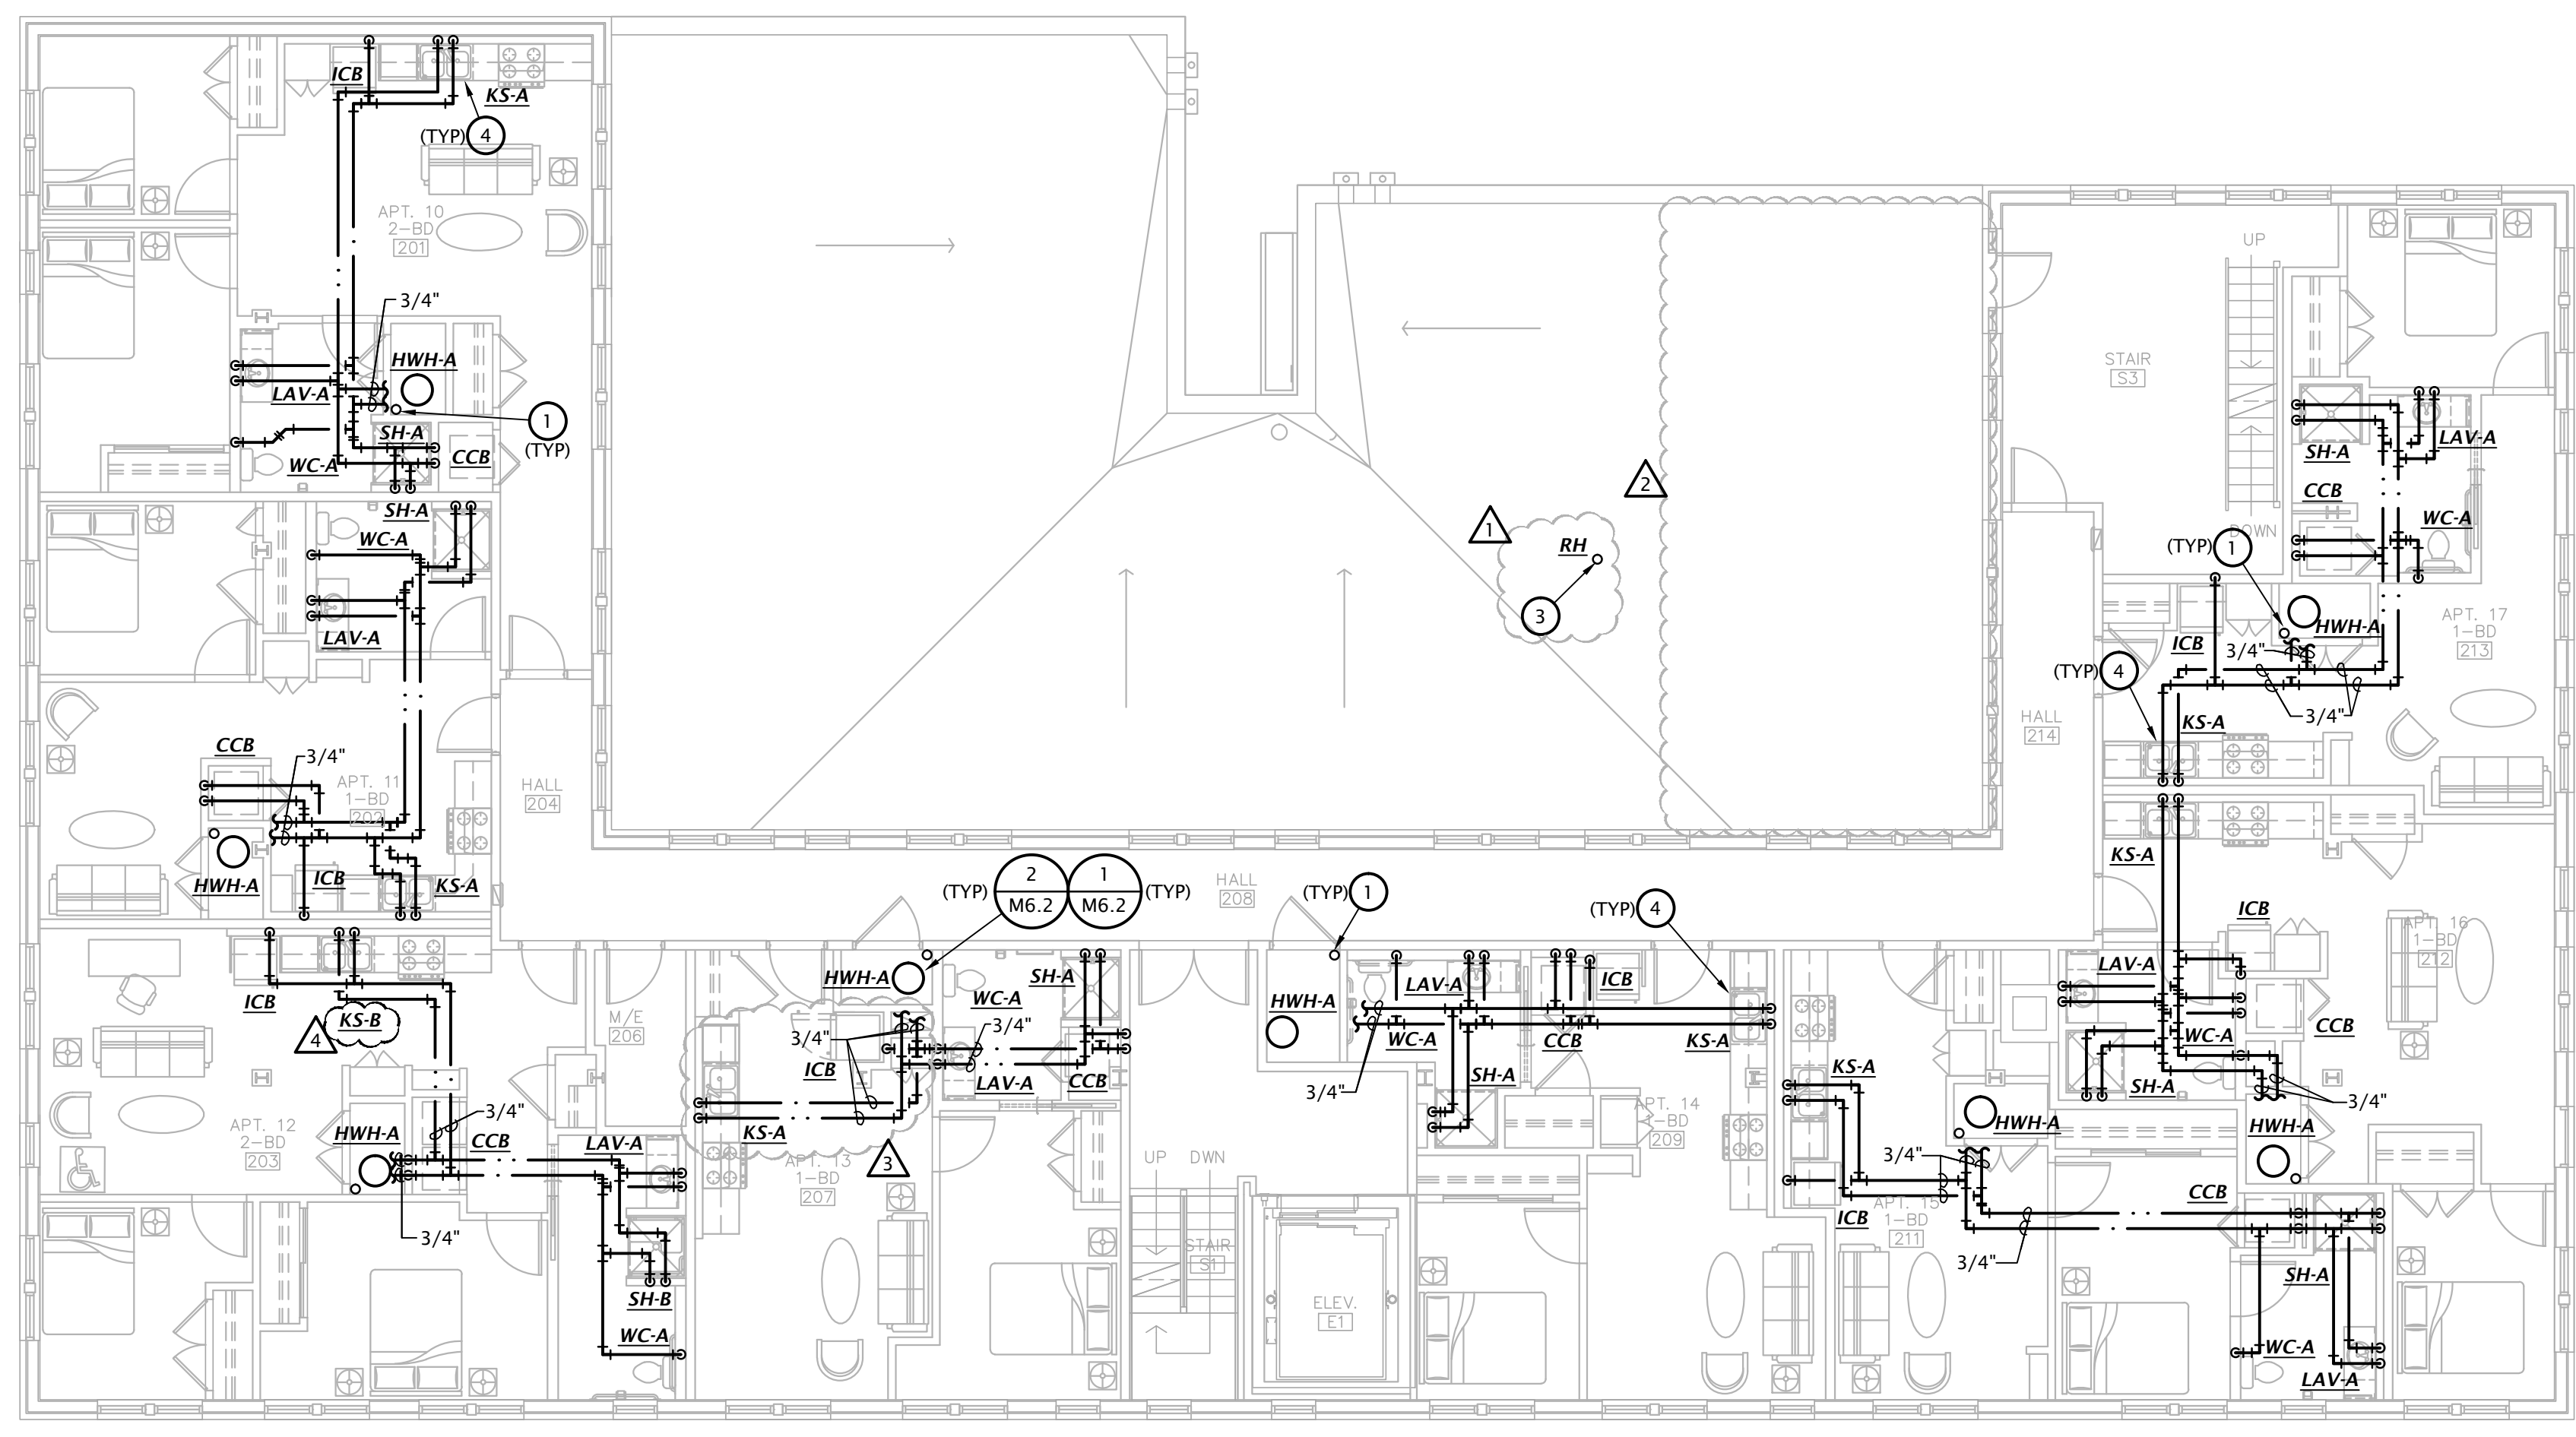 ICB
KS-A
(TYP) 4
APT. 10
2-BD
201
3/4"
HWH-A
LAV-A
1
(TYP)
SH-A
WC-A
CCB
SH-A
WC-A
LAV-A
CCB
3/4"
APT. 11
1-BD
202
HWH-A
ICB
KS-A
HALL
204
ICB
KS-B
4
3/4"
APT. 12
2-BD
203
HWH-A
CCB
LAV-A
3/4"
SH-B
WC-A
M/E
206
(TYP)
2
M6.2
1
M6.2
(TYP)
HALL
208
HWH-A
WC-A
SH-A
3/4"
3/4"
ICB
LAV-A
CCB
KS-A
3
APT. 13
1-BD
207
UP
DWN
STAIR
S1
ELEV.
E1
1
RH
3
2
(TYP) 1
(TYP) 4
HWH-A
LAV-A
ICB
WC-A
CCB
KS-A
3/4"
SH-A
APT. 14
1-BD
209
KS-A
HWH-A
3/4"
ICB
APT. 15
1-BD
211
3/4"
CCB
SH-A
WC-A
LAV-A
UP
STAIR
S3
DOWN
LAV-A
SH-A
CCB
WC-A
(TYP) 1
HWH-A
ICB
3/4"
APT. 17
1-BD
213
(TYP) 4
3/4"
KS-A
HALL
214
KS-A
ICB
APT. 16
1-BD
212
LAV-A
CCB
WC-A
SH-A
3/4"
HWH-A